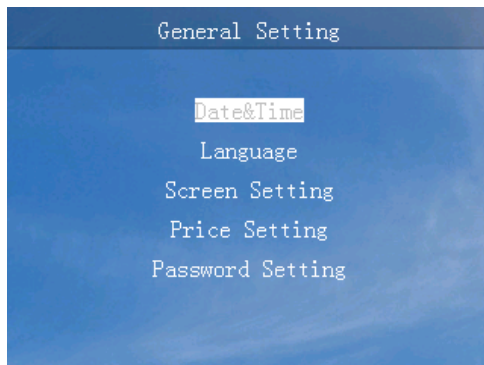 General Setting
Date&Time
Language
Screen Setting
Price Setting
Password Setting